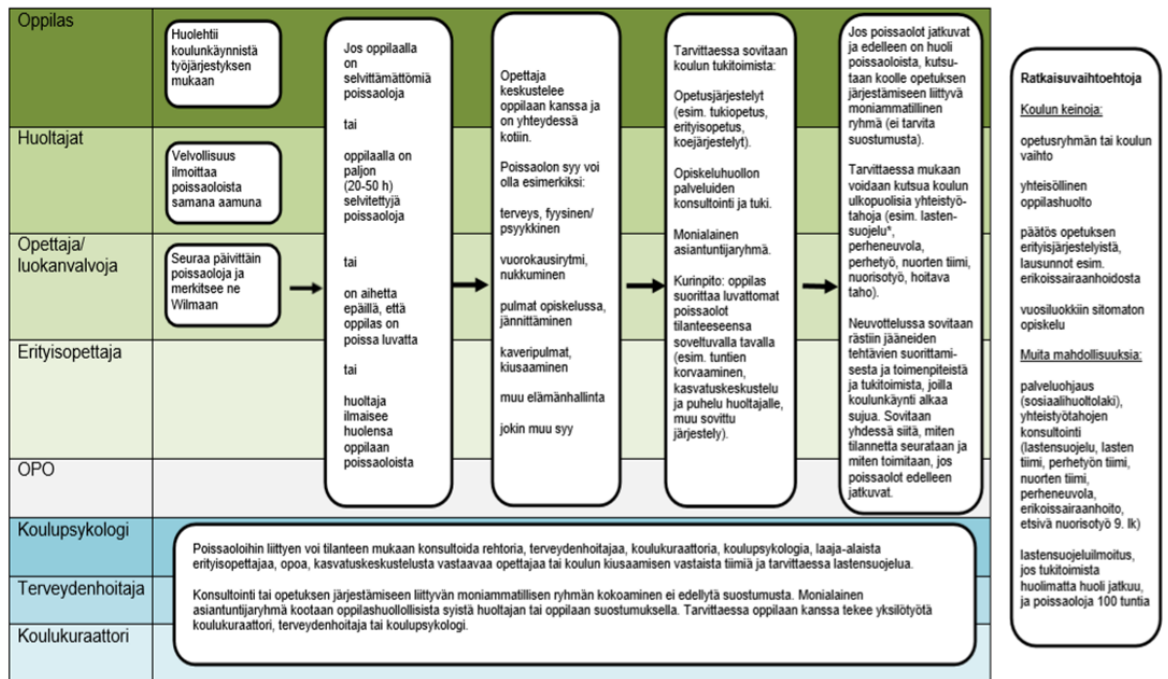 Oppilas
Huoltajat
Opettaja/
luokanvalvoja
Erityisopettaja
OPO
Koulupsykologi
Terveydenhoitaja
Koulukuraattori
Huolehtii
koulunkäynnistä
työjärjestyksen
mukaan
Velvollisuus
ilmoittaa
poissaoloista
samana aamuna
Seuraa päivittäin
poissaoloja ja
merkitsee ne
Wilmaan
Jos oppilaalla
on
selvittämättömiä
poissaoloja
tai
oppilaalla on
paljon
(20-50 h)
selvitettyjä
poissaoloja
tai
on aihetta
epäillä, että
oppilas on
poissa luvatta
tai
huoltaja
ilmaisee
huolensa
oppilaan
poissaoloista
Opettaja
keskustelee
oppilaan kanssa ja
on yhteydessä
kotiin.
Poissaolon syy voi
olla esimerkiksi:
terveys, fyysinen/
psyykkinen
vuorokausirytmi,
nukkuminen
pulmat opiskelussa,
jännittäminen
kaveripulmat,
kiusaaminen
muu elämänhallinta
jokin muu syy
Tarvittaessa sovitaan
koulun tukitoimista:
Opetusjärjestelyt
(esim. tukiopetus,
erityisopetus,
koejärjestelyt).
Opiskeluhuollon
palveluiden
konsultointi ja tuki.
Monialainen
asiantuntijaryhmä.
Kurinpito: oppilas
suorittaa luvattomat
poissaolot
tilanteeseensa
soveltuvalla tavalla
(esim. tuntien
korvaaminen,
kasvatuskeskustelu
ja puhelu huoltajalle,
muu sovittu
järjestely).
Jos poissaolot jatkuvat
ja edelleen on huoli
poissaoloista, kutsu-
taan koolle opetuksen
järjestämiseen liittyvä
moniammatillinen
ryhmä (ei tarvita
suostumusta).
Tarvittaessa mukaan
voidaan kutsua koulun
ulkopuolisia yhteistyö-
tahoja (esim. lasten-
suojelu*,
perheneuvola,
perhetyö, nuorten tiimi,
nuorisotyö, hoitava
taho).
Neuvottelussa sovitaan
rästiin jääneiden
tehtävien suorittami-
sesta ja toimenpiteistä
ja tukitoimista, joilla
koulunkäynti alkaa
sujua. Sovitaan
yhdessä siitä, miten
tilannetta seurataan ja
miten toimitaan, jos
poissaolot edelleen
jatkuvat.
Poissaoloihin liittyen voi tilanteen mukaan konsultoida rehtoria, terveydenhoitajaa, koulukuraattoria, koulupsykologia, laaja-alaista
erityisopettajaa, opoa, kasvatuskeskustelusta vastaavaa opettajaa tai koulun kiusaamisen vastaista tiimiä ja tarvittaessa lastensuojelua.
Konsultointi tai opetuksen järjestämiseen liittyvän moniammatillisen ryhmän kokoaminen ei edellytä suostumusta. Monialainen
asiantuntijaryhmä kootaan oppilashuollollisista syistä huoltajan tai oppilaan suostumuksella. Tarvittaessa oppilaan kanssa tekee yksilötyötä
koulukuraattori, terveydenhoitaja tai koulupsykologi.
Ratkaisuvaihtoehtoja
Koulun keinoja:
opetusryhmän tai koulun
vaihto
yhteisöllinen
oppilashuolto
päätös opetuksen
erityisjärjestelyistä,
lausunnot esim.
erikoissairaanhoidosta
vuosiluokkiin sitomaton
opiskelu
Muita mahdollisuuksia:
palveluohjaus
(sosiaalihuoltolaki),
yhteistyötahojen
konsultointi
(lastensuojelu, lasten
tiimi, perhetyön tiimi,
nuorten tiimi,
perheneuvola,
erikoissairaanhoito,
etsivä nuorisotyö 9. lk)
lastensuojeluilmoitus,
jos tukitoimista
huolimatta huoli jatkuu,
ja poissaoloja 100 tuntia